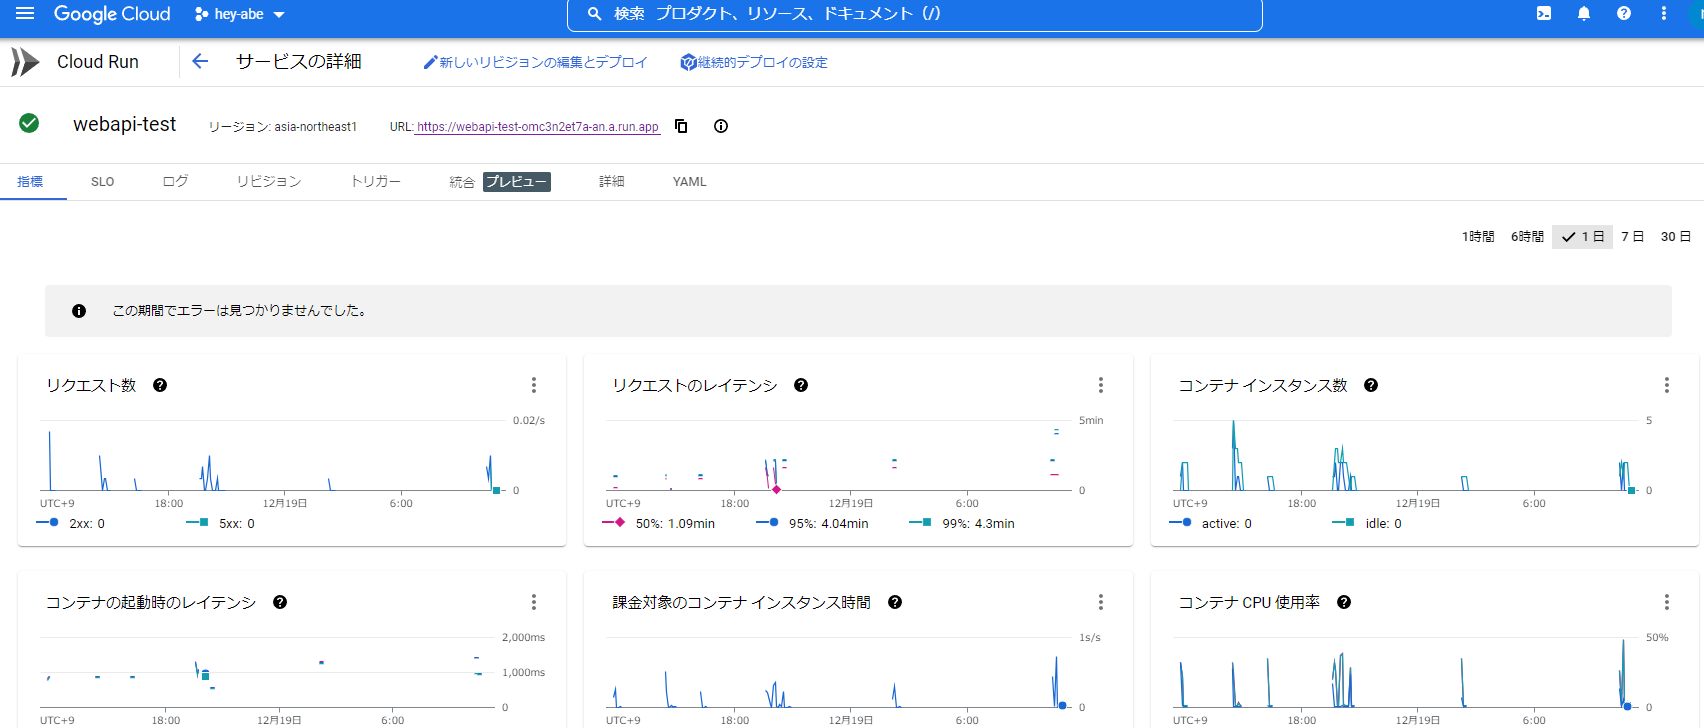 Google Cloud hey-abe 検索 プロダクト、リソース、ドキュメント (/)
Cloud Run サービスの詳細 新しいリビジョンの編集とデプロイ 継続的デプロイの設定
webapi-test リージョン: asia-northeast1 URL: https://webapi-test-omc3n2et7a-an.a.run.app
指標 SLO ログ リビジョン トリガー 統合 プレビュー 詳細 YAML
1時間 6時間 1 日 7 日 30 日
この期間でエラーは見つかりませんでした。
リクエスト数
0.02/s
0
UTC+9 18:00 12月19日 6:00
2xx: 0 5xx: 0
リクエストのレイテンシ
5min
0
UTC+9 18:00 12月19日 6:00
50%: 1.09min 95%: 4.04min 99%: 4.3min
コンテナ インスタンス数
5
0
UTC+9 18:00 12月19日 6:00
active: 0 idle: 0
コンテナの起動時のレイテンシ
2,000ms
1,000ms
0
UTC+9 18:00 12月19日 6:00
課金対象のコンテナ インスタンス時間
1s/s
0
UTC+9 18:00 12月19日 6:00
コンテナ CPU 使用率
50%
0
UTC+9 18:00 12月19日 6:00